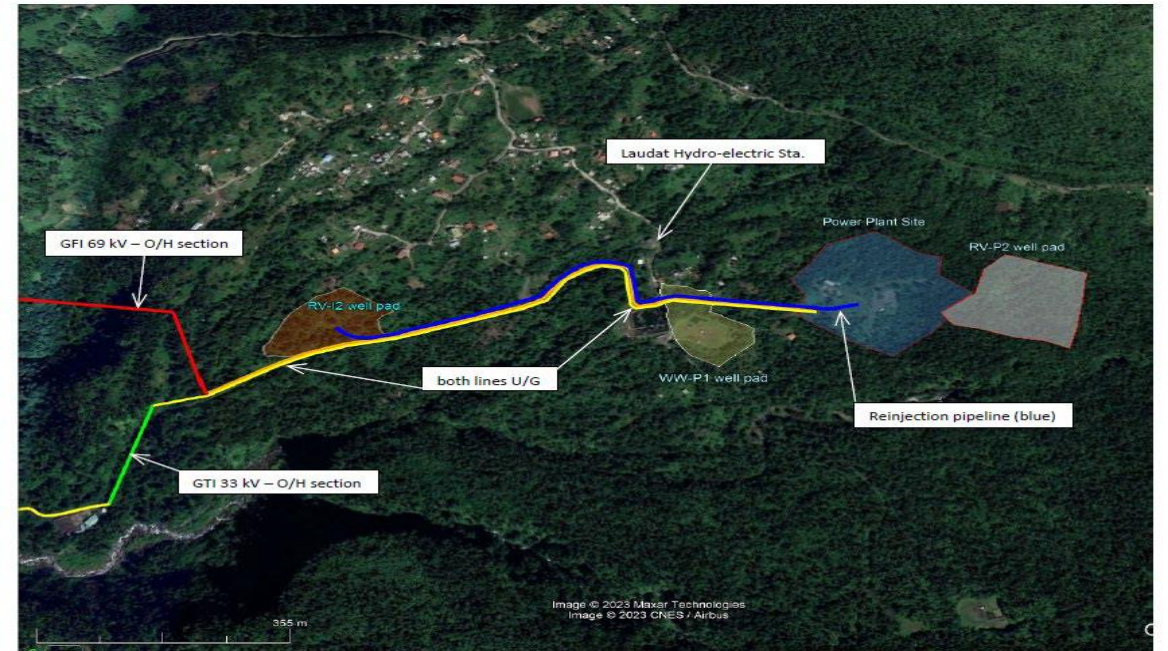 Laudat Hydro-electric Sta.
Power Plant Site
GFI 69 kV – O/H section
RV-P2 well pad
RV-I2 well pad
both lines U/G
WW-P1 well pad
Reinjection pipeline (blue)
GTI 33 kV – O/H section
Image © 2023 Maxar Technologies
Image © 2023 CNES / Airbus
355 m